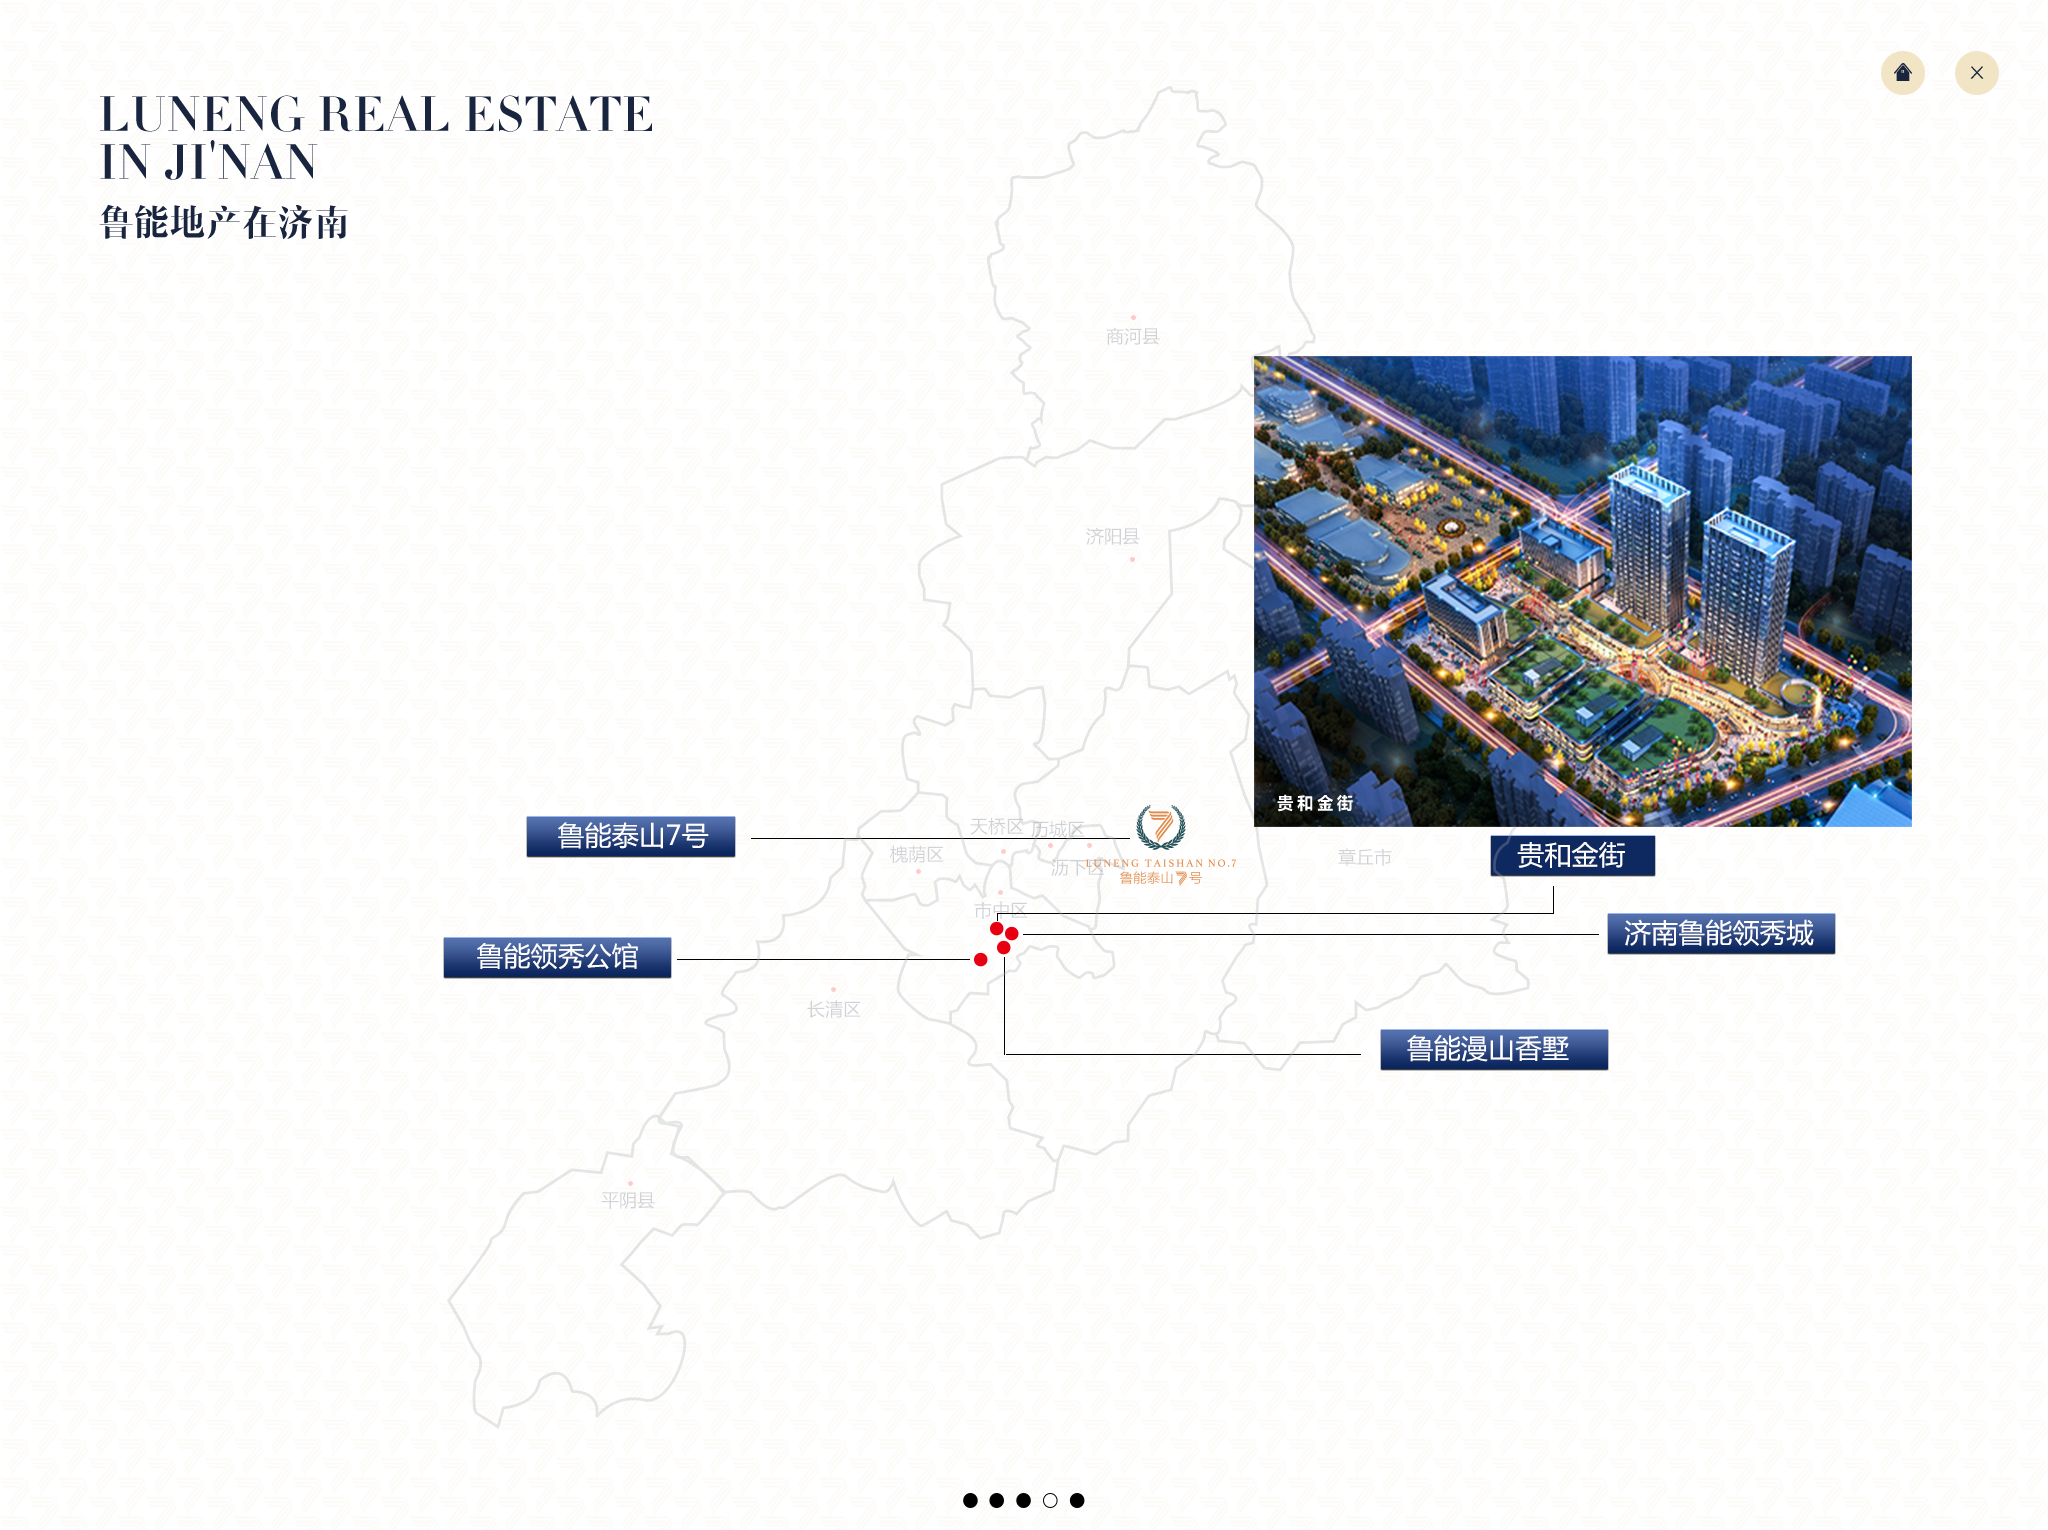 LUNENG REAL ESTATE
IN JI'NAN
鲁能地产在济南
商河县
济阳县
贵和金街
鲁能泰山7号
天桥区
历城区
槐荫区
沥下区
LUNENG TAISHAN NO.7
鲁能泰山7号
章丘市
贵和金街
市中区
济南鲁能领秀城
鲁能领秀公馆
长清区
鲁能漫山香墅
平阴县